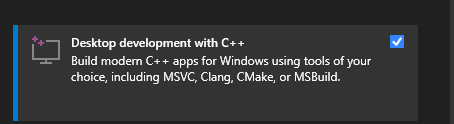 Desktop development with C++
Build modern C++ apps for Windows using tools of your
choice, including MSVC, Clang, CMake, or MSBuild.